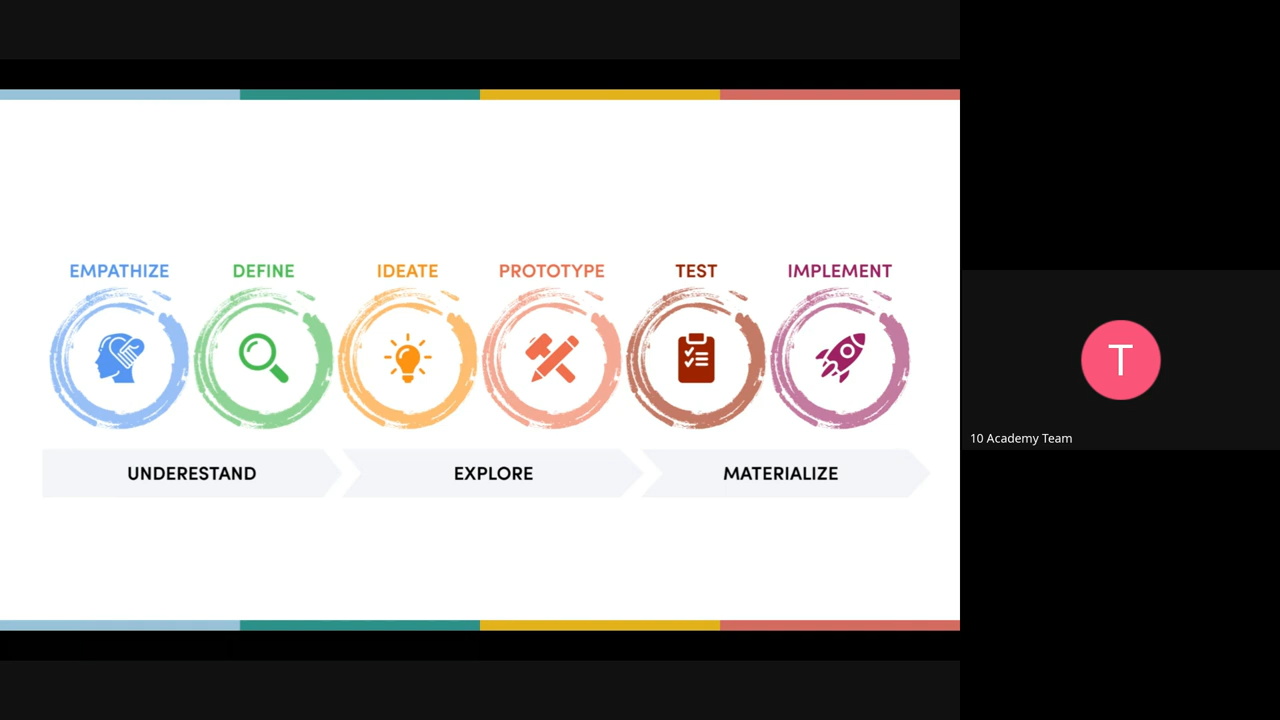 EMPATHIZE
DEFINE
IDEATE
PROTOTYPE
TEST
IMPLEMENT
UNDERESTAND
EXPLORE
MATERIALIZE
T
10 Academy Team